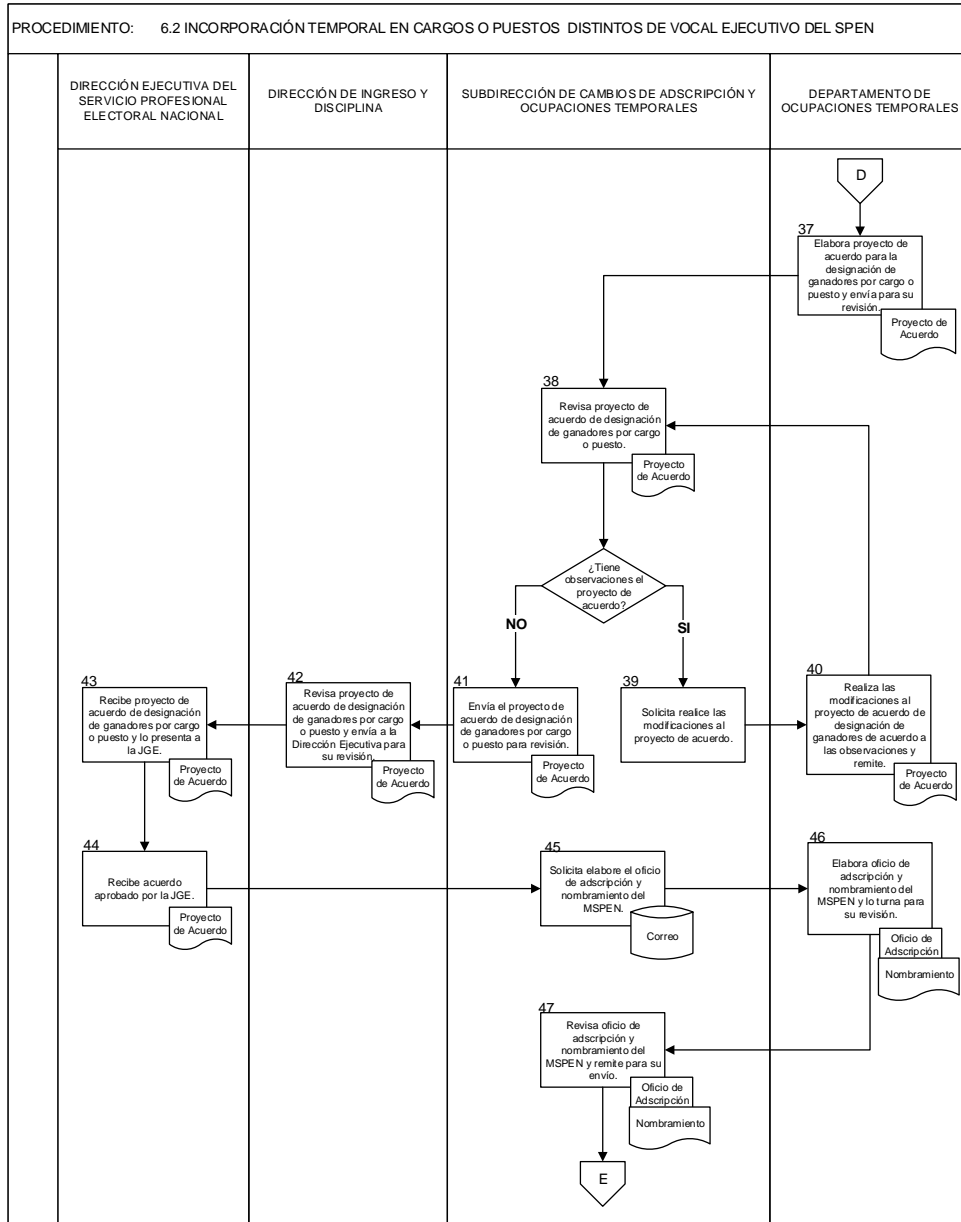 PROCEDIMIENTO: 6.2 INCORPORACIÓN TEMPORAL EN CARGOS O PUESTOS DISTINTOS DE VOCAL EJECUTIVO DEL SPEN
DIRECCIÓN EJECUTIVA DEL
SERVICIO PROFESIONAL
ELECTORAL NACIONAL
DIRECCIÓN DE INGRESO Y
DISCIPLINA
SUBDIRECCIÓN DE CAMBIOS DE ADSCRIPCIÓN Y
OCUPACIONES TEMPORALES
DEPARTAMENTO DE
OCUPACIONES TEMPORALES
D
37
Elabora proyecto de
acuerdo para la
designación de
ganadores por cargo o
puesto y envía para su
revisión.
Proyecto de
Acuerdo
38
Revisa proyecto de
acuerdo de designación
de ganadores por cargo
o puesto.
Proyecto
de Acuerdo
¿Tiene
observaciones el
proyecto de
acuerdo?
NO
SI
43
Recibe proyecto de
acuerdo de designación
de ganadores por cargo
o puesto y lo presenta a
la JGE.
Proyecto
de Acuerdo
42
Revisa proyecto de
acuerdo de designación
de ganadores por cargo
o puesto y envía a la
Dirección Ejecutiva para
su revisión.
Proyecto
de Acuerdo
41
Envía el proyecto de
acuerdo de designación
de ganadores por cargo
o puesto para revisión.
Proyecto
de Acuerdo
39
Solicita realice las
modificaciones al
proyecto de acuerdo.
40
Realiza las
modificaciones al
proyecto de acuerdo de
designación de
ganadores de acuerdo a
las observaciones y
remite.
Proyecto
de Acuerdo
44
Recibe acuerdo
aprobado por la JGE.
Proyecto
de Acuerdo
45
Solicita elabore el oficio
de adscripción y
nombramiento del
MSPEN.
Correo
46
Elabora oficio de
adscripción y
nombramiento del
MSPEN y lo turna para
su revisión.
Oficio de
Adscripción
Nombramiento
47
Revisa oficio de
adscripción y
nombramiento del
MSPEN y remite para su
envío.
Oficio de
Adscripción
Nombramiento
E